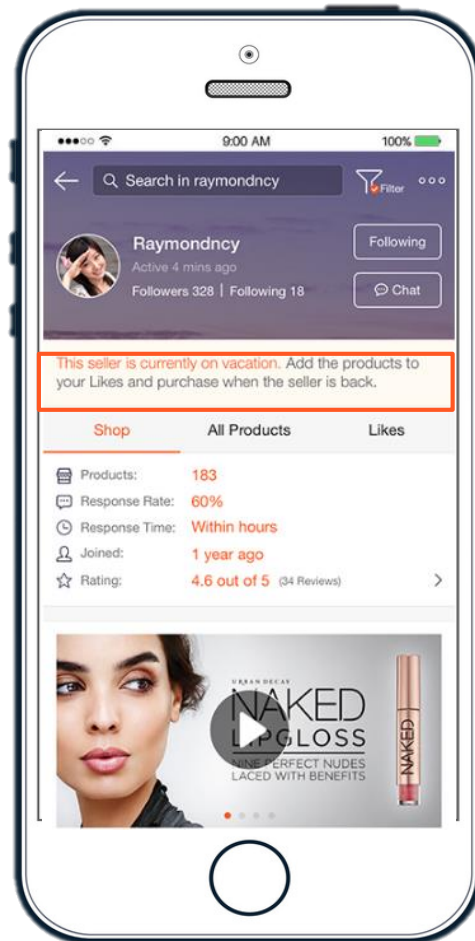 9:00 AM
100%
Search in raymondncy
Filter
Raymondncy
Following
Active 4 mins ago
Followers 328 | Following 18
Chat
This seller is currently on vacation. Add the products to
your Likes and purchase when the seller is back.
Shop
All Products
Likes
Products: 183
Response Rate: 60%
Response Time: Within hours
Joined: 1 year ago
Rating: 4.6 out of 5 (34 Reviews)
URBAN DECAY
NAKED
LIPGLOSS
NINE PERFECT NUDES
LACED WITH BENEFITS
NAKED